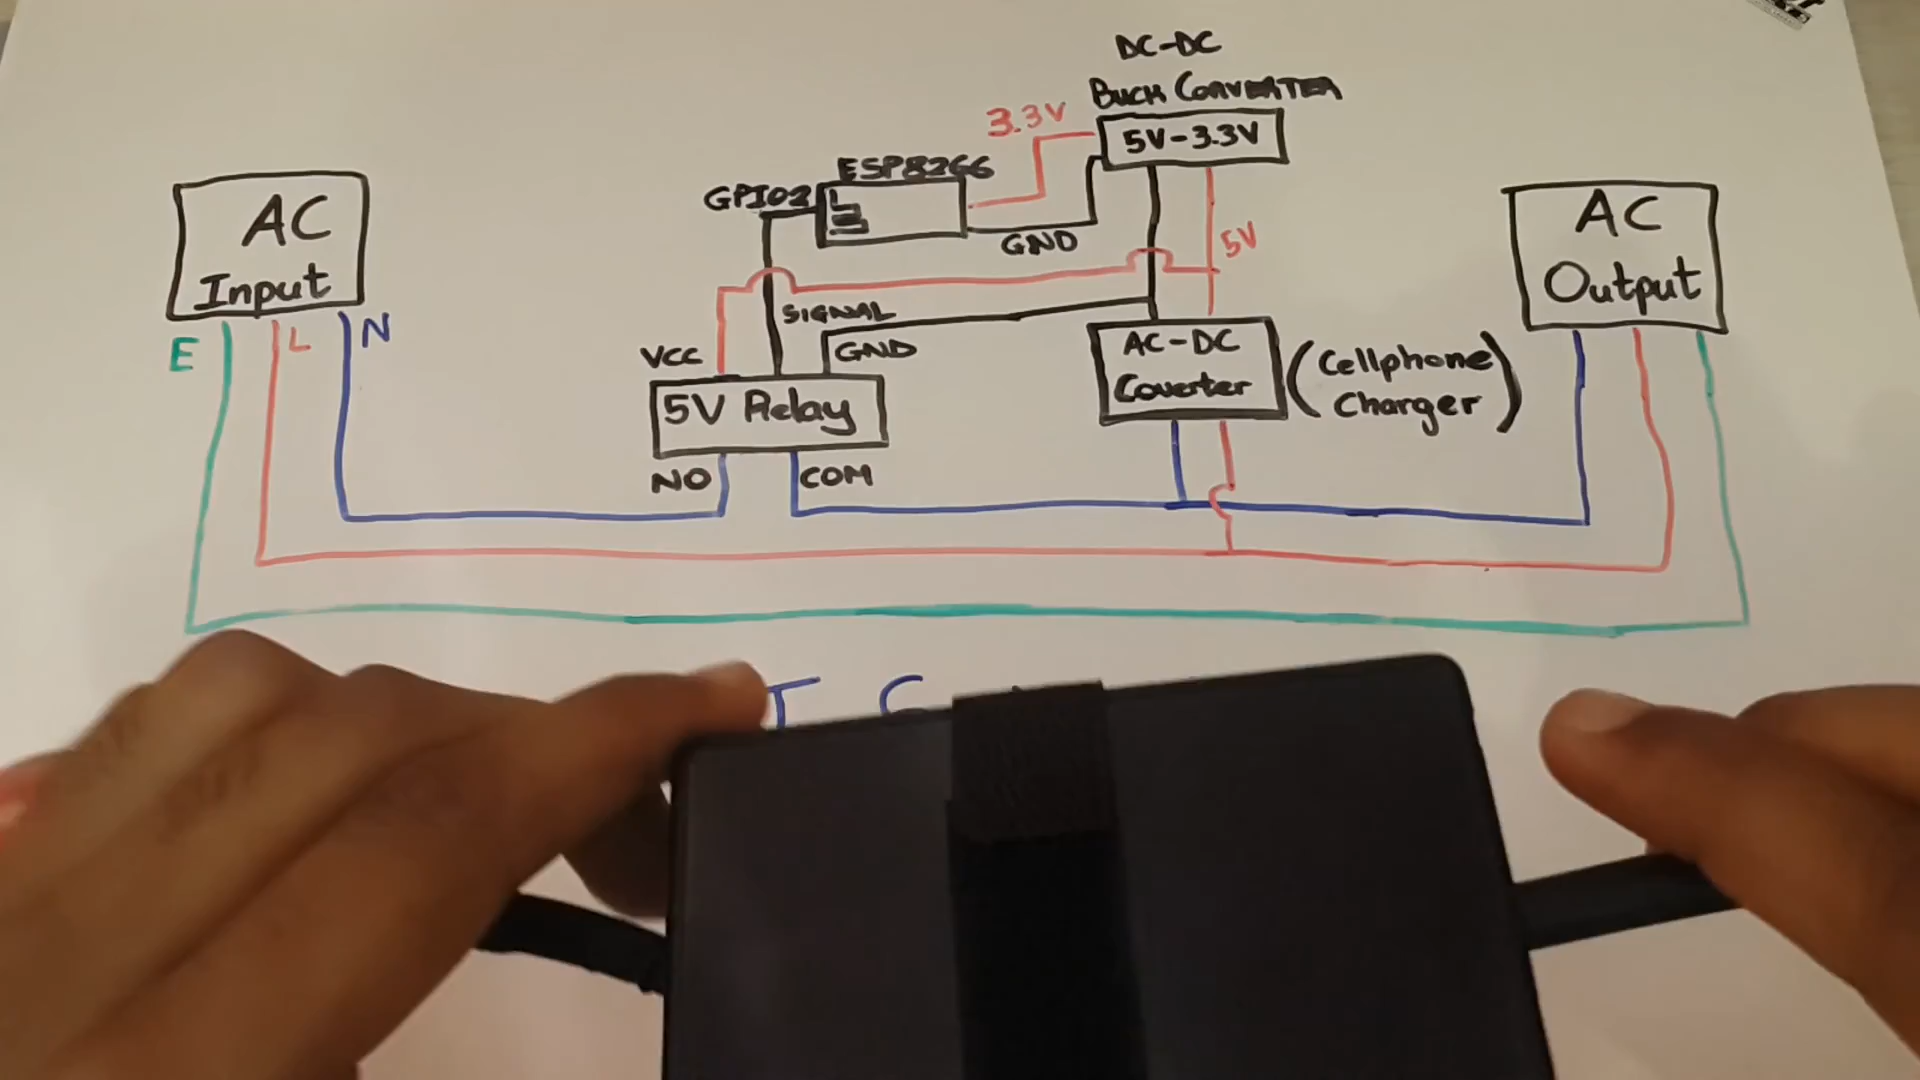 DC-DC
Buck Converter
3.3V
5V-3.3V
ESP8266
GPIO2
GND
5V
AC
Input
E
L
N
SIGNAL
VCC
GND
5V Relay
NO
COM
AC-DC
Coverter
(Cellphone
Charger)
AC
Output